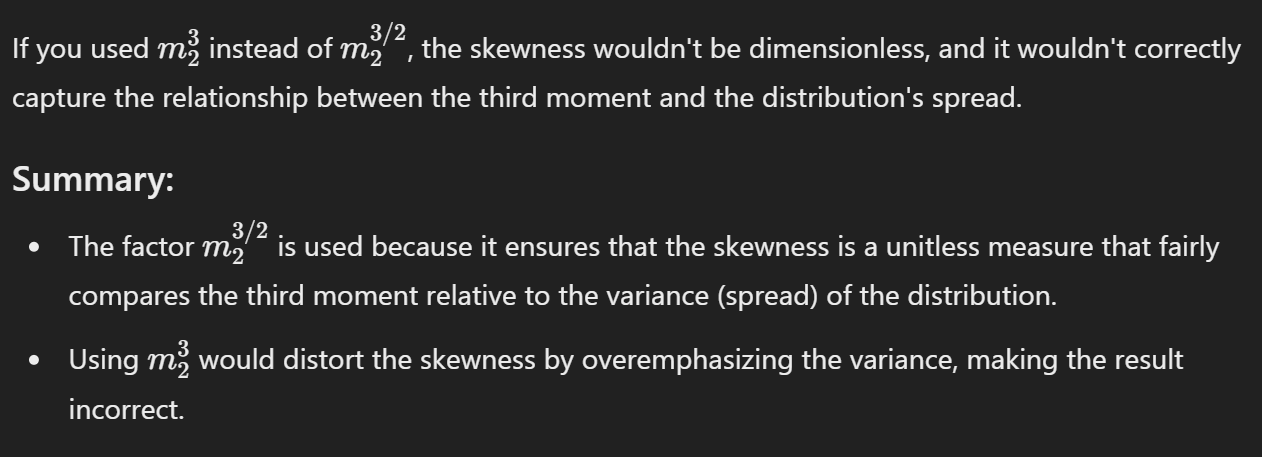 If you used $m_2^3$ instead of $m_2^{3/2}$, the skewness wouldn't be dimensionless, and it wouldn't correctly
capture the relationship between the third moment and the distribution's spread.
Summary:
• The factor $m_2^{3/2}$ is used because it ensures that the skewness is a unitless measure that fairly
compares the third moment relative to the variance (spread) of the distribution.
• Using $m_2^3$ would distort the skewness by overemphasizing the variance, making the result
incorrect.